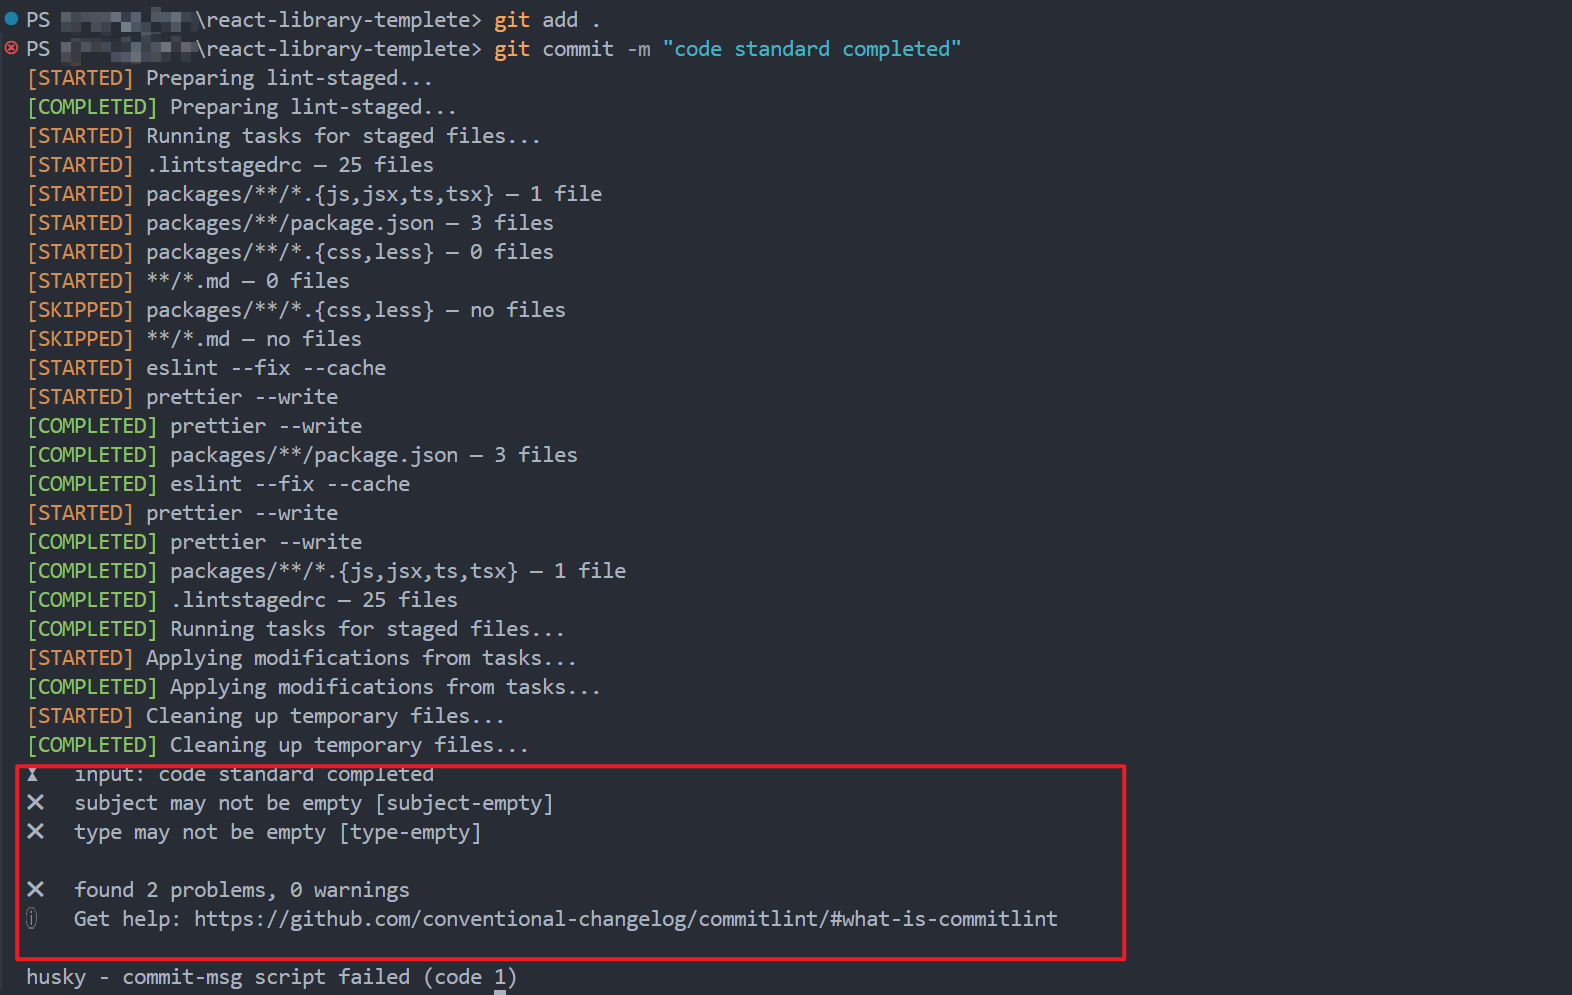 PS \react-library-templete> git add .
PS \react-library-templete> git commit -m "code standard completed"
[STARTED] Preparing lint-staged...
[COMPLETED] Preparing lint-staged...
[STARTED] Running tasks for staged files...
[STARTED] .lintstagedrc — 25 files
[STARTED] packages/**/*.{js,jsx,ts,tsx} — 1 file
[STARTED] packages/**/package.json — 3 files
[STARTED] packages/**/*.{css,less} — 0 files
[STARTED] **/*.md — 0 files
[SKIPPED] packages/**/*.{css,less} — no files
[SKIPPED] **/*.md — no files
[STARTED] eslint --fix --cache
[STARTED] prettier --write
[COMPLETED] prettier --write
[COMPLETED] packages/**/package.json — 3 files
[COMPLETED] eslint --fix --cache
[STARTED] prettier --write
[COMPLETED] prettier --write
[COMPLETED] packages/**/*.{js,jsx,ts,tsx} — 1 file
[COMPLETED] .lintstagedrc — 25 files
[COMPLETED] Running tasks for staged files...
[STARTED] Applying modifications from tasks...
[COMPLETED] Applying modifications from tasks...
[STARTED] Cleaning up temporary files...
[COMPLETED] Cleaning up temporary files...
⧗   input: code standard completed
✖   subject may not be empty [subject-empty]
✖   type may not be empty [type-empty]
✖   found 2 problems, 0 warnings
ⓘ   Get help: https://github.com/conventional-changelog/commitlint/#what-is-commitlint
husky - commit-msg script failed (code 1)